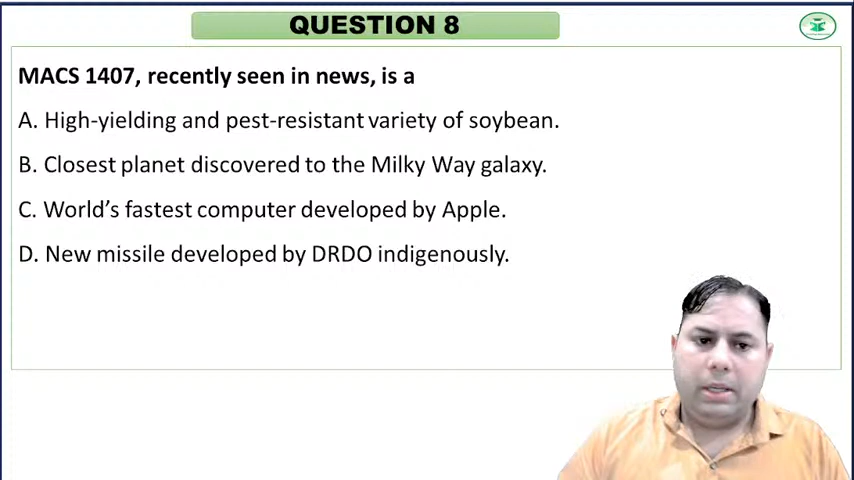 QUESTION 8
MACS 1407, recently seen in news, is a
A. High-yielding and pest-resistant variety of soybean.
B. Closest planet discovered to the Milky Way galaxy.
C. World’s fastest computer developed by Apple.
D. New missile developed by DRDO indigenously.